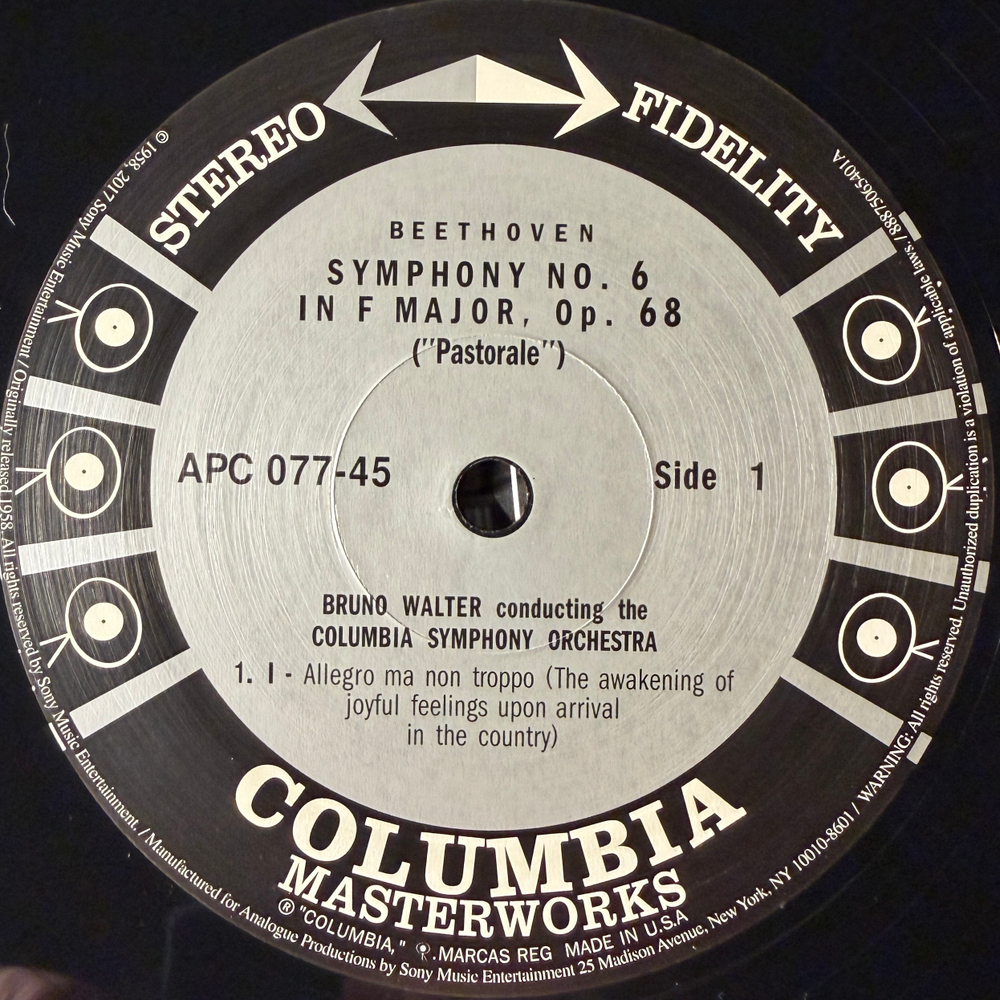 STEREO FIDELITY
BEETHOVEN
SYMPHONY NO. 6
IN F MAJOR, Op. 68
("Pastorale")
APC 077-45
Side 1
BRUNO WALTER conducting the
COLUMBIA SYMPHONY ORCHESTRA
1. I - Allegro ma non troppo (The awakening of
joyful feelings upon arrival
in the country)
COLUMBIA
MASTERWORKS
® "COLUMBIA," .MARCAS REG MADE IN U.S.A
© 1958, 2017 Sony Music Entertainment / Originally released 1958. All rights reserved by Sony Music Entertainment. / Manufactured for Analogue Productions by Sony Music Entertainment 25 Madison Avenue, New York, NY 10010-8601 / WARNING: All rights reserved. Unauthorized duplication is a violation of applicable laws. / 88875065401A